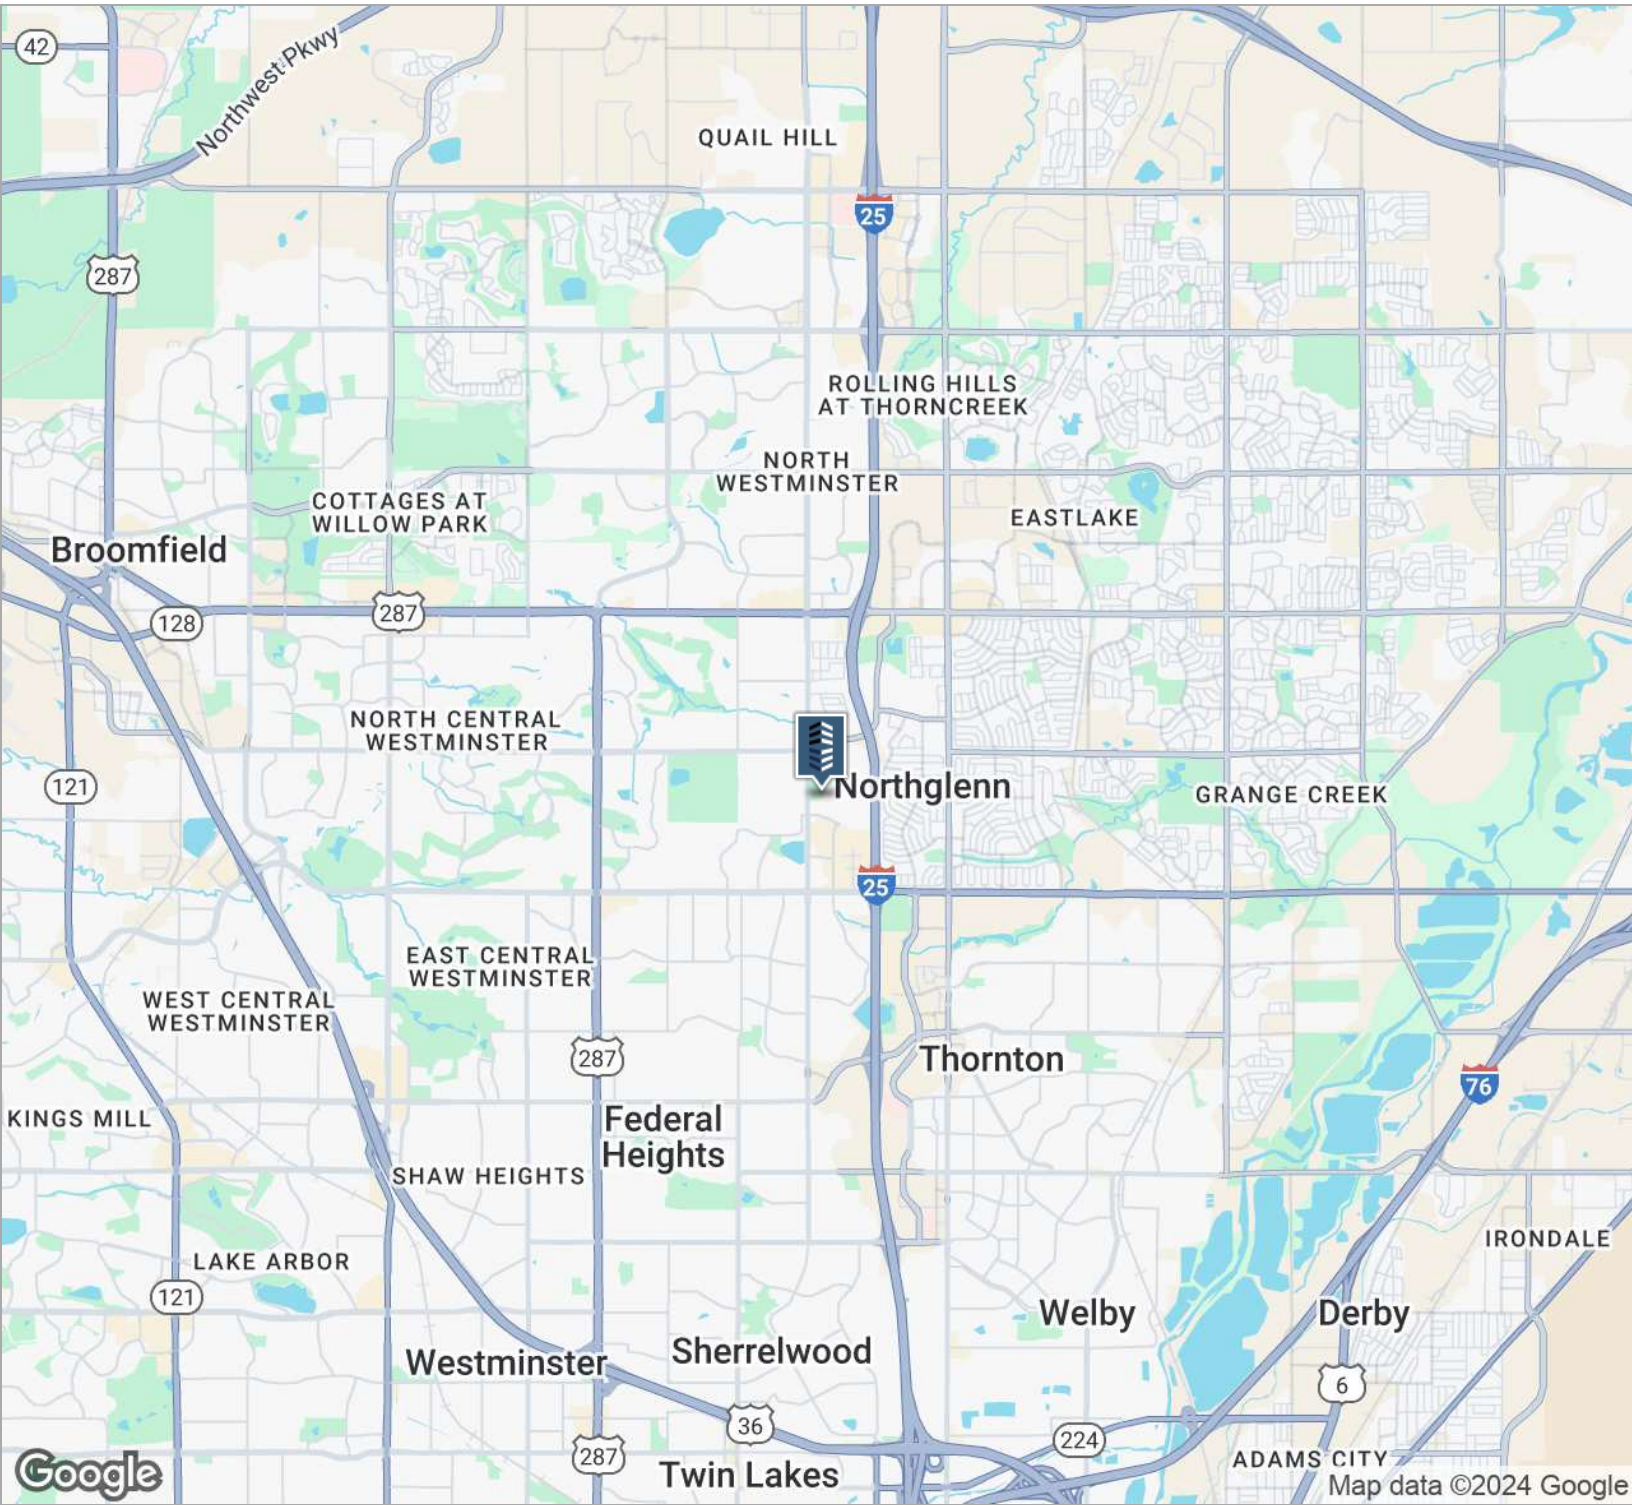 42
Northwest Pkwy
QUAIL HILL
25
287
ROLLING HILLS
AT THORNCREEK
NORTH
WESTMINSTER
COTTAGES AT
WILLOW PARK
EASTLAKE
Broomfield
287
128
NORTH CENTRAL
WESTMINSTER
121
Northglenn
GRANGE CREEK
25
EAST CENTRAL
WESTMINSTER
WEST CENTRAL
WESTMINSTER
287
Thornton
76
KINGS MILL
Federal
Heights
SHAW HEIGHTS
IRONDALE
LAKE ARBOR
121
Welby
Derby
Westminster
Sherrelwood
6
36
224
287
ADAMS CITY
Google
Twin Lakes
Map data ©2024 Google